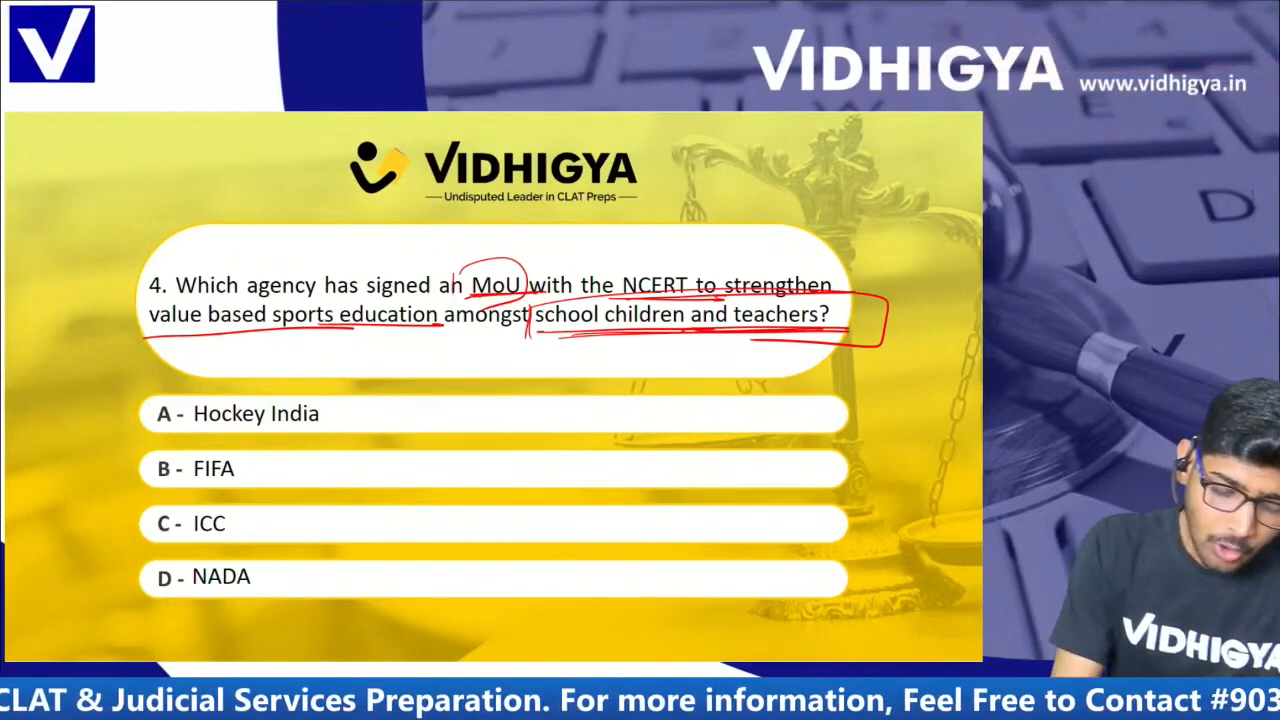 V
VIDHIGYA www.vidhigya.in
VIDHIGYA
Undisputed Leader in CLAT Preps
4. Which agency has signed an MoU with the NCERT to strengthen
value based sports education amongst school children and teachers?
A - Hockey India
B - FIFA
C - ICC
D - NADA
VIDHIGYA
CLAT & Judicial Services Preparation. For more information, Feel Free to Contact #903